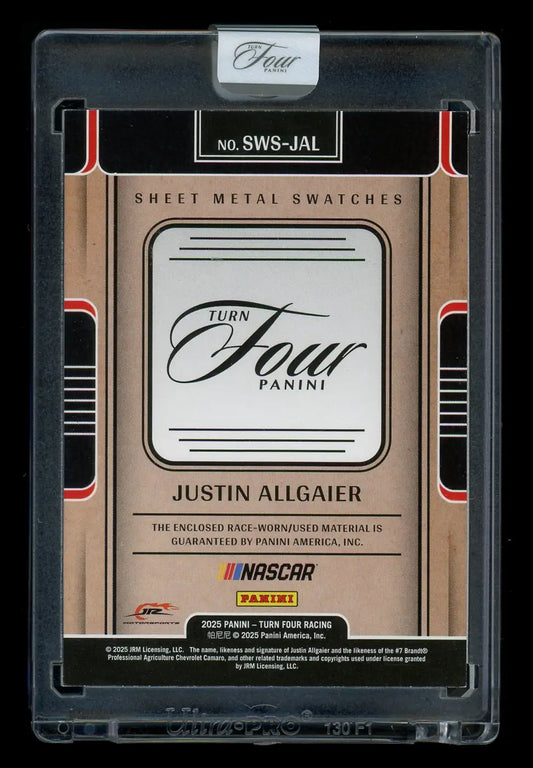 TURN
Four
PANINI
NO. SWS-JAL
SHEET METAL SWATCHES
TURN
Four
PANINI
JUSTIN ALLGAIER
THE ENCLOSED RACE-WORN/USED MATERIAL IS
GUARANTEED BY PANINI AMERICA, INC.
NASCAR
PANINI
JR
MOTORSPORTS
2025 PANINI – TURN FOUR RACING
帕尼尼 © 2025 Panini America, Inc.
© 2025 JRM Licensing, LLC. The name, likeness and signature of Justin Allgaier and the likeness of the #7 Brandt®
Professional Agriculture Chevrolet Camaro, and other related trademarks and copyrights used under license granted
by JRM Licensing, LLC.
Ultra•PRO® 130 PT